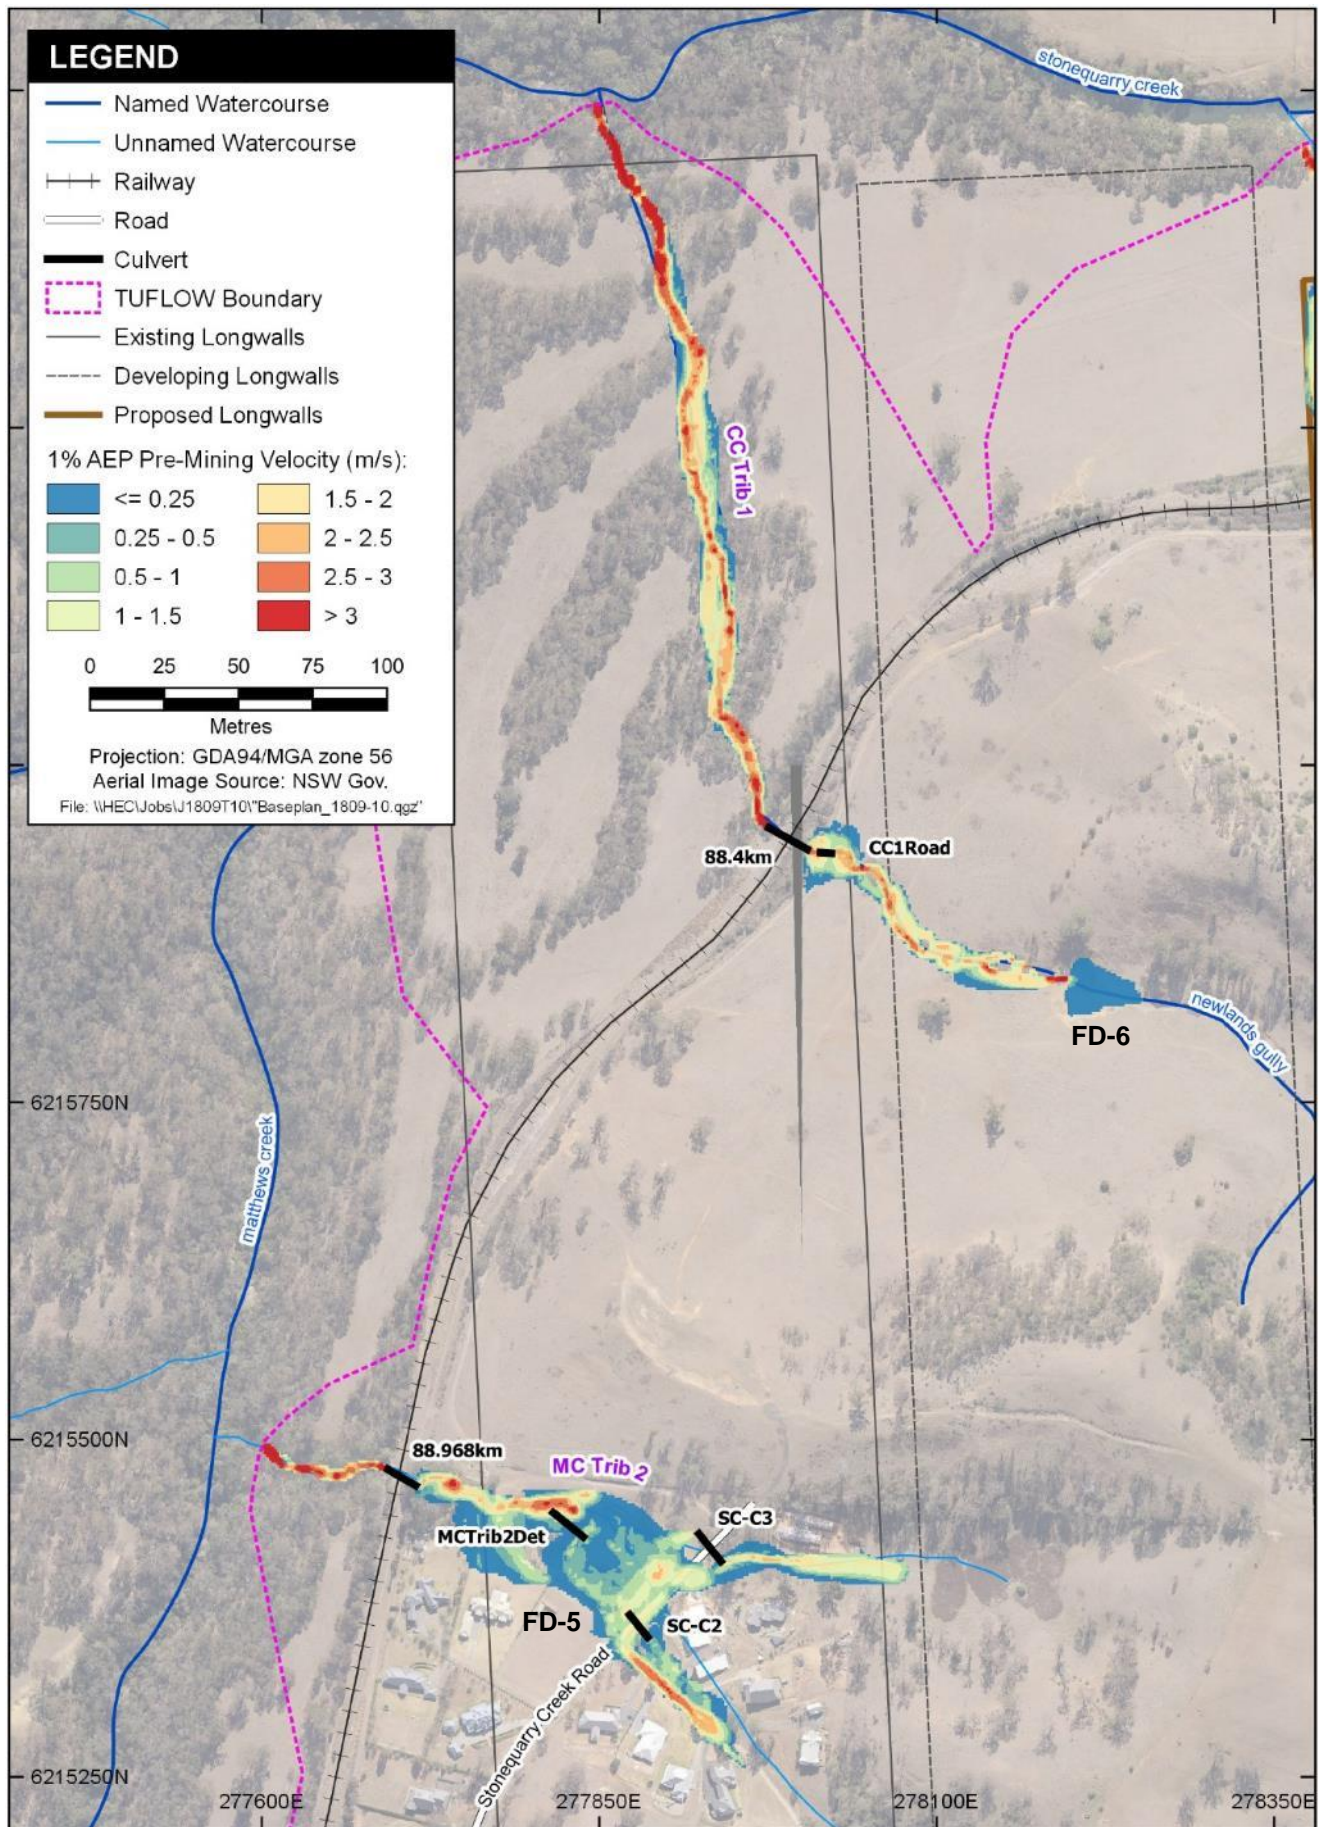 LEGEND
Named Watercourse
Unnamed Watercourse
Railway
Road
Culvert
TUFLOW Boundary
Existing Longwalls
Developing Longwalls
Proposed Longwalls
1% AEP Pre-Mining Velocity (m/s):
<= 0.25
1.5 - 2
0.25 - 0.5
2 - 2.5
0.5 - 1
2.5 - 3
1 - 1.5
> 3
0 25 50 75 100
Metres
Projection: GDA94/MGA zone 56
Aerial Image Source: NSW Gov.
File: \\HEC\Jobs\J1809T10\"Baseplan_1809-10.qgz"
stonequarry creek
CC Trib 1
88.4km
CC1Road
newlands gully
FD-6
6215750N
matthews creek
6215500N
88.968km
MC Trib 2
SC-C3
MCTrib2Det
FD-5
SC-C2
Stonequarry Creek Road
6215250N
277600E
277850E
278100E
278350E